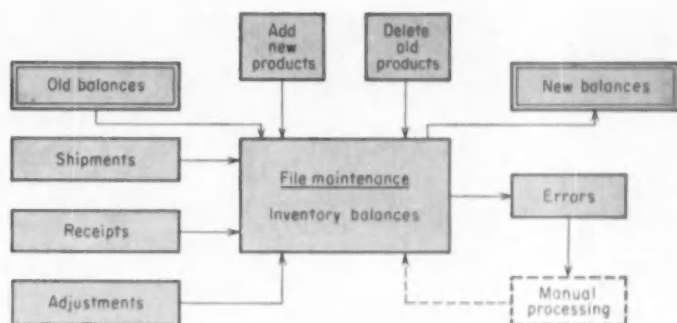 Add
new
products
Delete
old
products
Old balances
New balances
Shipments
File maintenance
Inventory balances
Errors
Receipts
Adjustments
Manual
processing